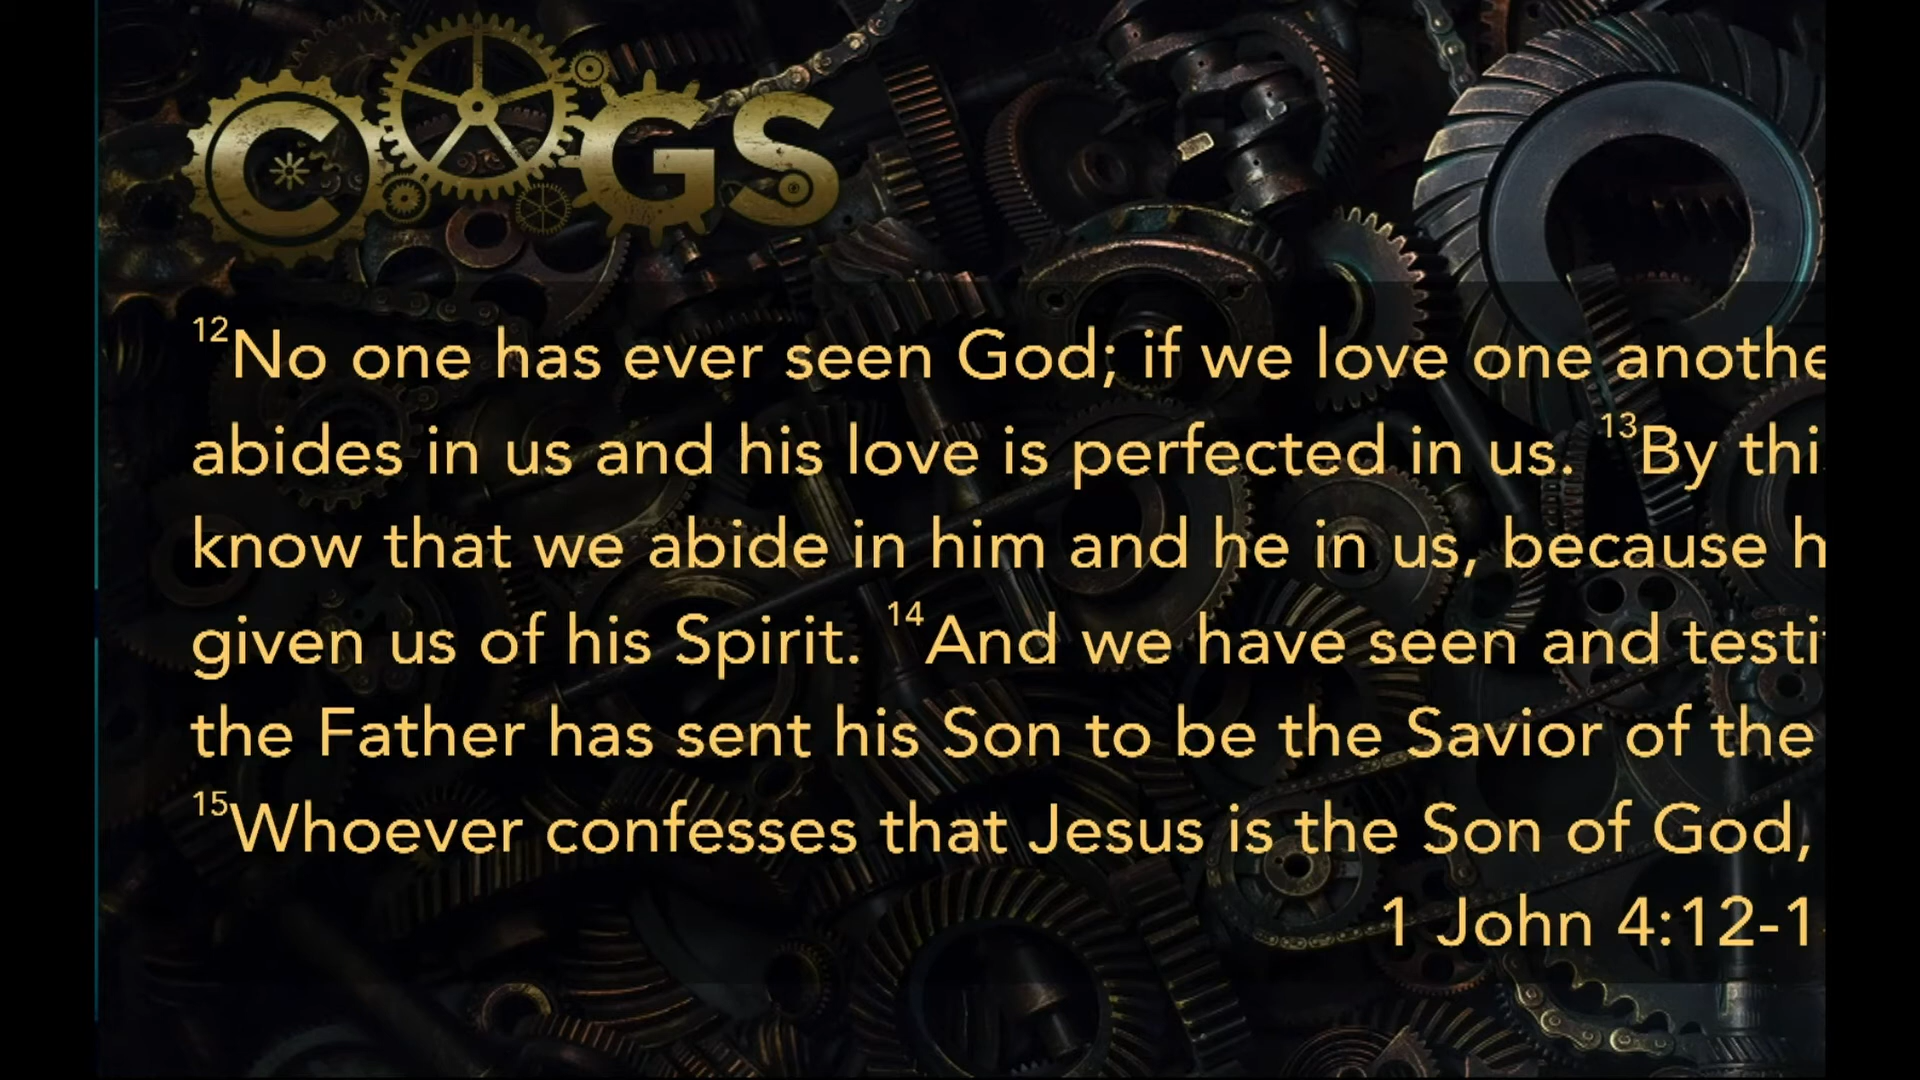 COGS
12No one has ever seen God; if we love one anothe
abides in us and his love is perfected in us. 13By thi
know that we abide in him and he in us, because h
given us of his Spirit. 14And we have seen and testi
the Father has sent his Son to be the Savior of the
15Whoever confesses that Jesus is the Son of God,
1 John 4:12-1